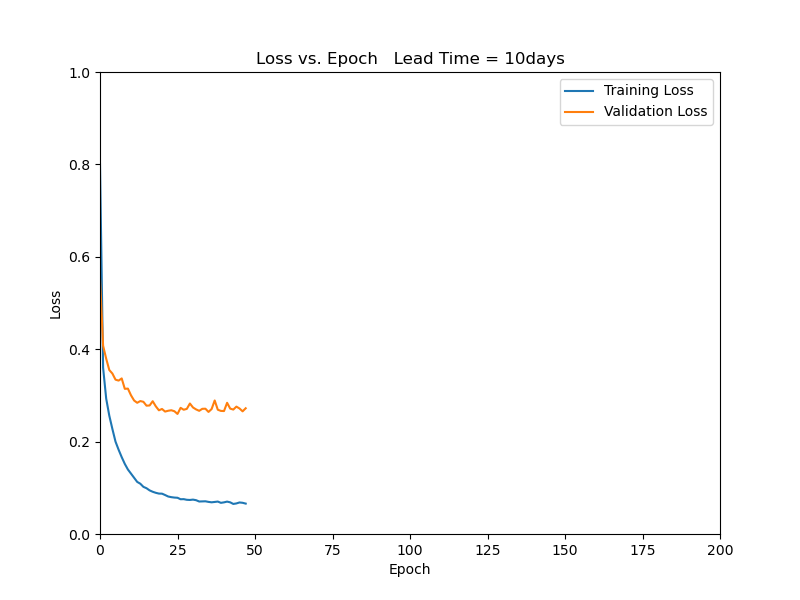 Loss vs. Epoch   Lead Time = 10days
1.0
Training Loss
Validation Loss
0.8
0.6
0.4
0.2
0.0
Loss
0 25 50 75 100 125 150 175 200
Epoch